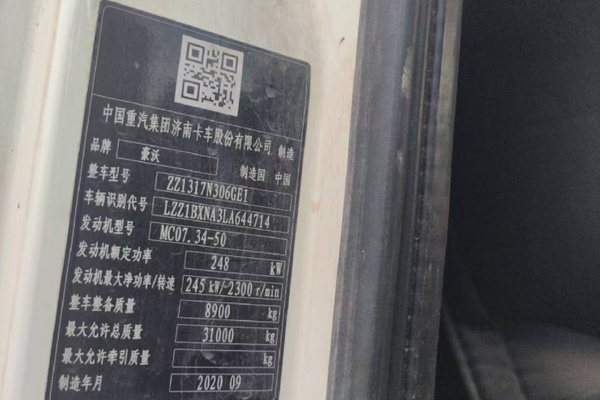 中国重汽集团济南卡车股份有限公司 制造
品牌 豪沃 制造国 中国
整车型号 ZZ1317N306GE1
车辆识别代号 LZZ1BXNA3LA644714
发动机型号 MC07.34-50
发动机额定功率 248 kW
发动机最大净功率/转速 245 kW/2300 r/min
整车整备质量 8900 kg
最大允许总质量 31000 kg
最大允许牵引质量 kg
制造年月 2020 09